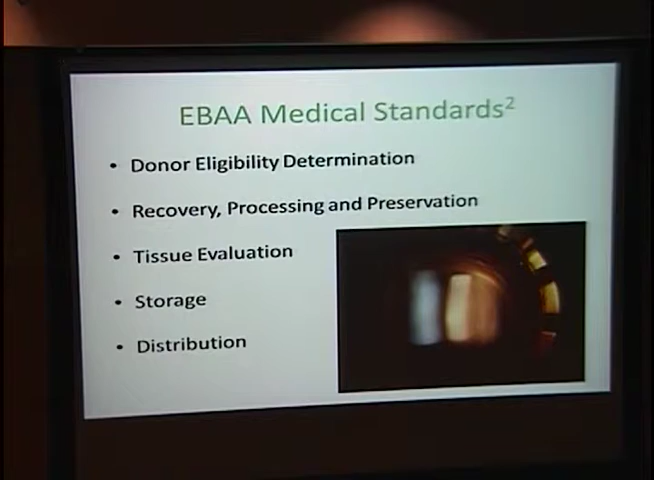 EBAA Medical Standards²
• Donor Eligibility Determination
• Recovery, Processing and Preservation
• Tissue Evaluation
• Storage
• Distribution